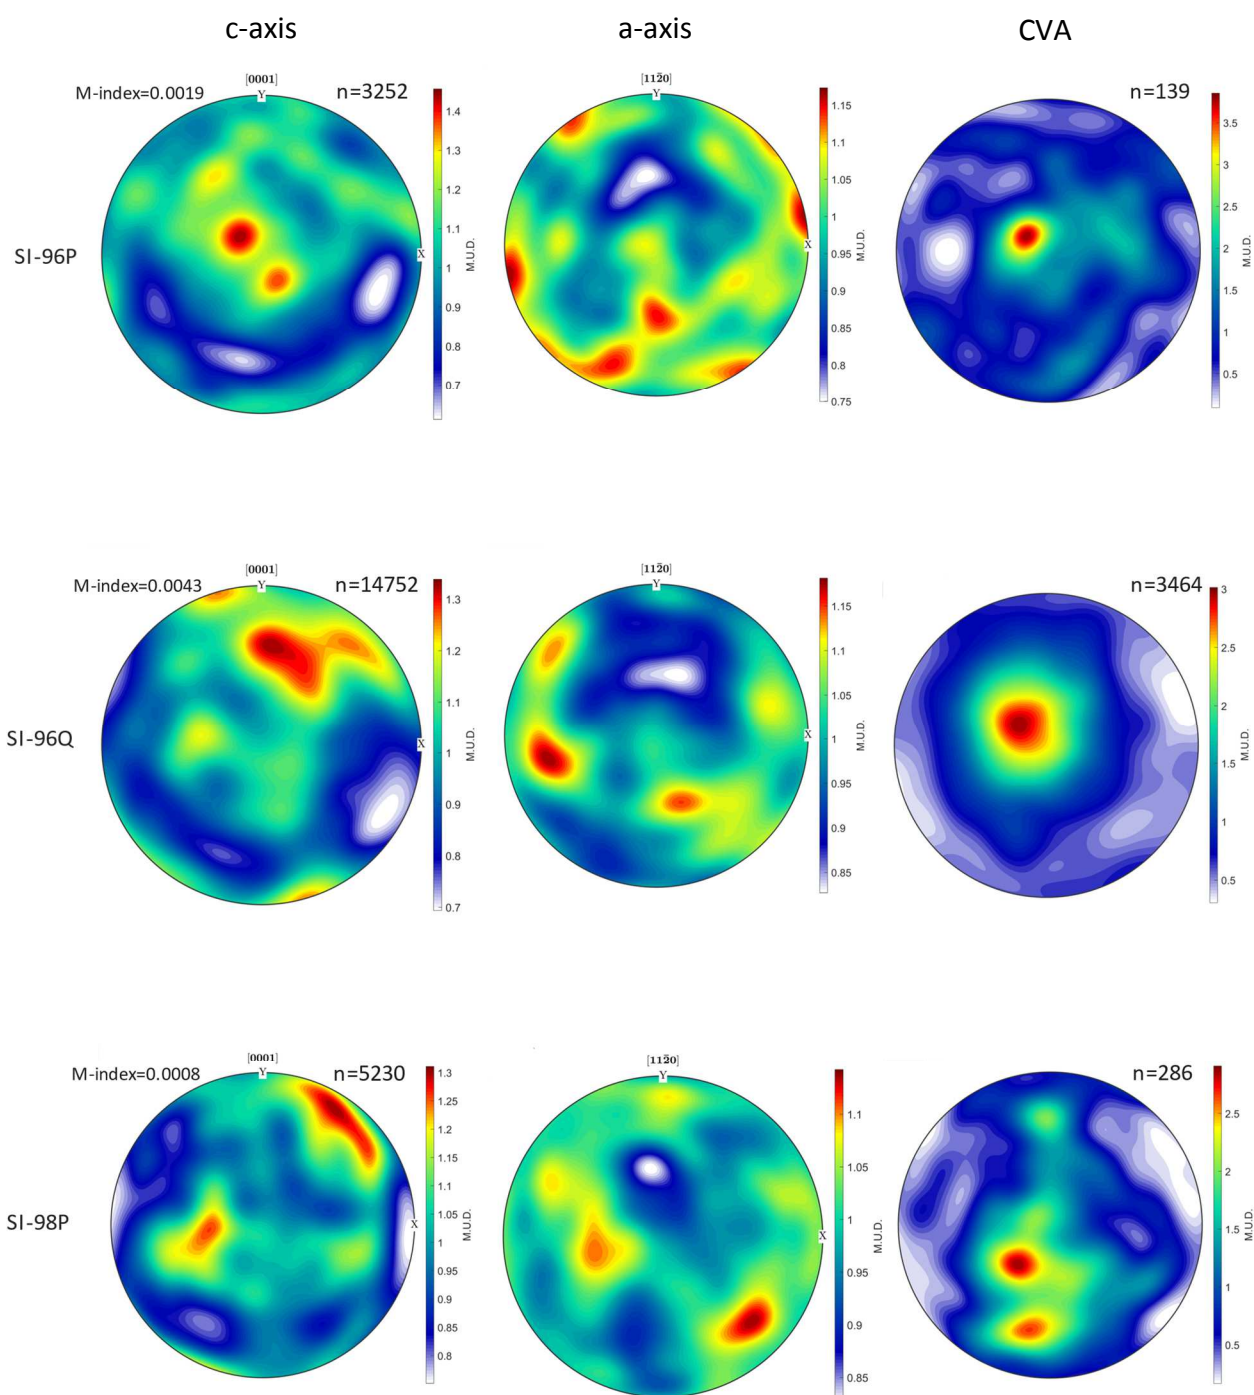 c-axis
a-axis
CVA
M-index=0.0019
[0001]
Y
n=3252
X
1.4
1.3
1.2
1.1
1
0.9
0.8
0.7
M.U.D.
[112̅0]
Y
X
1.15
1.1
1.05
1
0.95
0.9
0.85
0.8
0.75
M.U.D.
n=139
3.5
3
2.5
2
1.5
1
0.5
M.U.D.
SI-96P
M-index=0.0043
[0001]
Y
n=14752
X
1.3
1.2
1.1
1
0.9
0.8
0.7
M.U.D.
[112̅0]
Y
X
1.15
1.1
1.05
1
0.95
0.9
0.85
M.U.D.
n=3464
3
2.5
2
1.5
1
0.5
M.U.D.
SI-96Q
M-index=0.0008
[0001]
Y
n=5230
X
1.3
1.25
1.2
1.15
1.1
1.05
1
0.95
0.9
0.85
0.8
M.U.D.
[112̅0]
Y
X
1.1
1.05
1
0.95
0.9
0.85
M.U.D.
n=286
2.5
2
1.5
1
0.5
M.U.D.
SI-98P